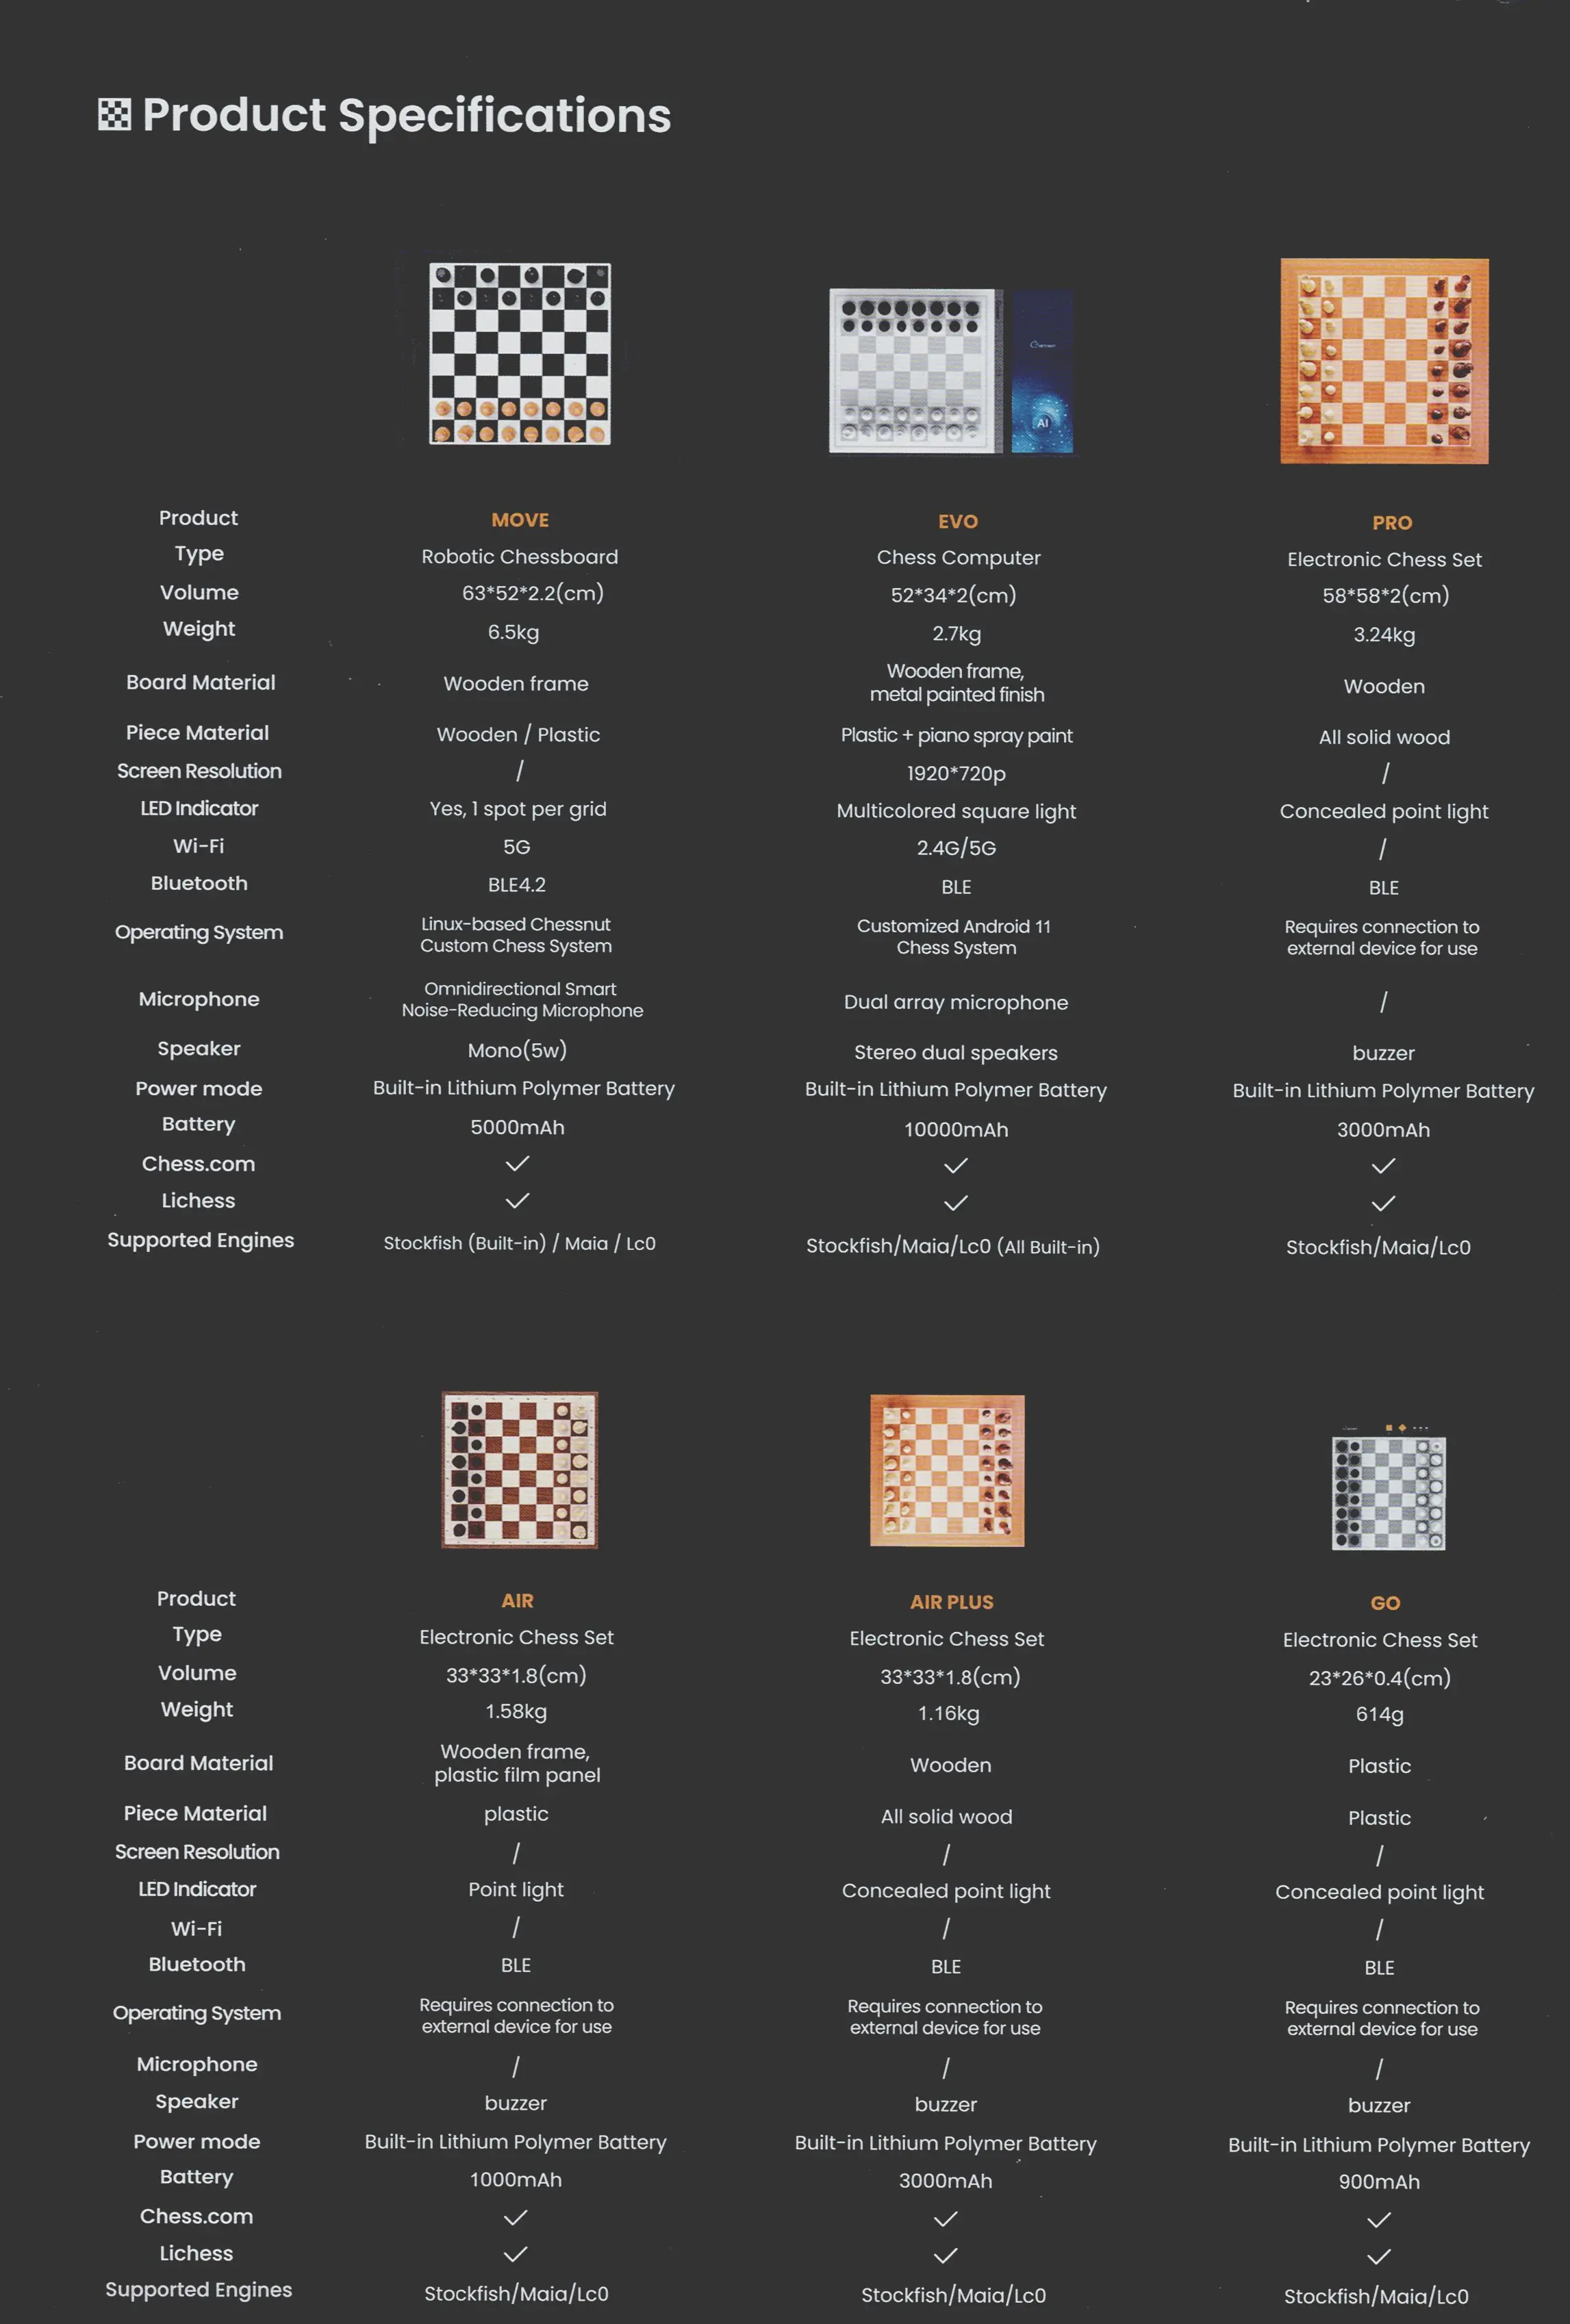 Product Specifications
Chessnut
AI
Product MOVE EVO PRO
Type Robotic Chessboard Chess Computer Electronic Chess Set
Volume 63*52*2.2(cm) 52*34*2(cm) 58*58*2(cm)
Weight 6.5kg 2.7kg 3.24kg
Board Material Wooden frame Wooden frame, Wooden
metal painted finish
Piece Material Wooden / Plastic Plastic + piano spray paint All solid wood
Screen Resolution / 1920*720p /
LED Indicator Yes, 1 spot per grid Multicolored square light Concealed point light
Wi-Fi 5G 2.4G/5G /
Bluetooth BLE4.2 BLE BLE
Operating System Linux-based Chessnut Customized Android 11 Requires connection to
Custom Chess System Chess System external device for use
Microphone Omnidirectional Smart Dual array microphone /
Noise-Reducing Microphone
Speaker Mono(5w) Stereo dual speakers buzzer
Power mode Built-in Lithium Polymer Battery Built-in Lithium Polymer Battery Built-in Lithium Polymer Battery
Battery 5000mAh 10000mAh 3000mAh
Chess.com ✓ ✓ ✓
Lichess ✓ ✓ ✓
Supported Engines Stockfish (Built-in) / Maia / Lc0 Stockfish/Maia/Lc0 (All Built-in) Stockfish/Maia/Lc0
Product AIR AIR PLUS GO
Type Electronic Chess Set Electronic Chess Set Electronic Chess Set
Volume 33*33*1.8(cm) 33*33*1.8(cm) 23*26*0.4(cm)
Weight 1.58kg 1.16kg 614g
Board Material Wooden frame, Wooden Plastic
plastic film panel
Piece Material plastic All solid wood Plastic
Screen Resolution / / /
LED Indicator Point light Concealed point light Concealed point light
Wi-Fi / / /
Bluetooth BLE BLE BLE
Operating System Requires connection to Requires connection to Requires connection to
external device for use external device for use external device for use
Microphone / / /
Speaker buzzer buzzer buzzer
Power mode Built-in Lithium Polymer Battery Built-in Lithium Polymer Battery Built-in Lithium Polymer Battery
Battery 1000mAh 3000mAh 900mAh
Chess.com ✓ ✓ ✓
Lichess ✓ ✓ ✓
Supported Engines Stockfish/Maia/Lc0 Stockfish/Maia/Lc0 Stockfish/Maia/Lc0